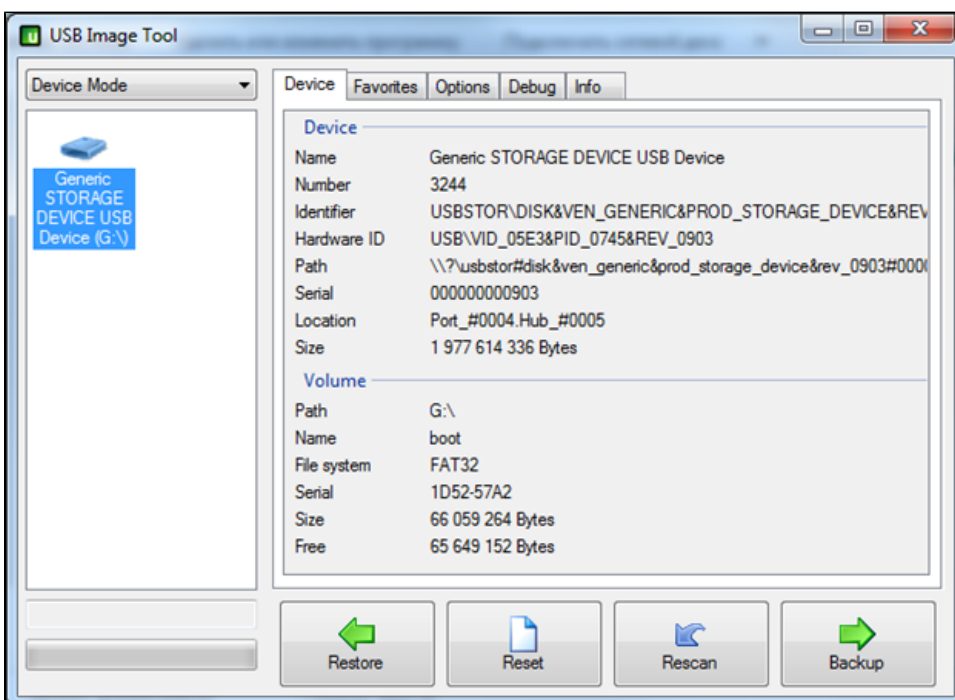 USB Image Tool
Device Mode
Generic
STORAGE
DEVICE USB
Device (G:\)
Device Favorites Options Debug Info
Device
Name Generic STORAGE DEVICE USB Device
Number 3244
Identifier USBSTOR\DISK&VEN_GENERIC&PROD_STORAGE_DEVICE&REV
Hardware ID USB\VID_05E3&PID_0745&REV_0903
Path \\?\usbstor#disk&ven_generic&prod_storage_device&rev_0903#000
Serial 000000000903
Location Port_#0004.Hub_#0005
Size 1 977 614 336 Bytes
Volume
Path G:\
Name boot
File system FAT32
Serial 1D52-57A2
Size 66 059 264 Bytes
Free 65 649 152 Bytes
Restore Reset Rescan Backup